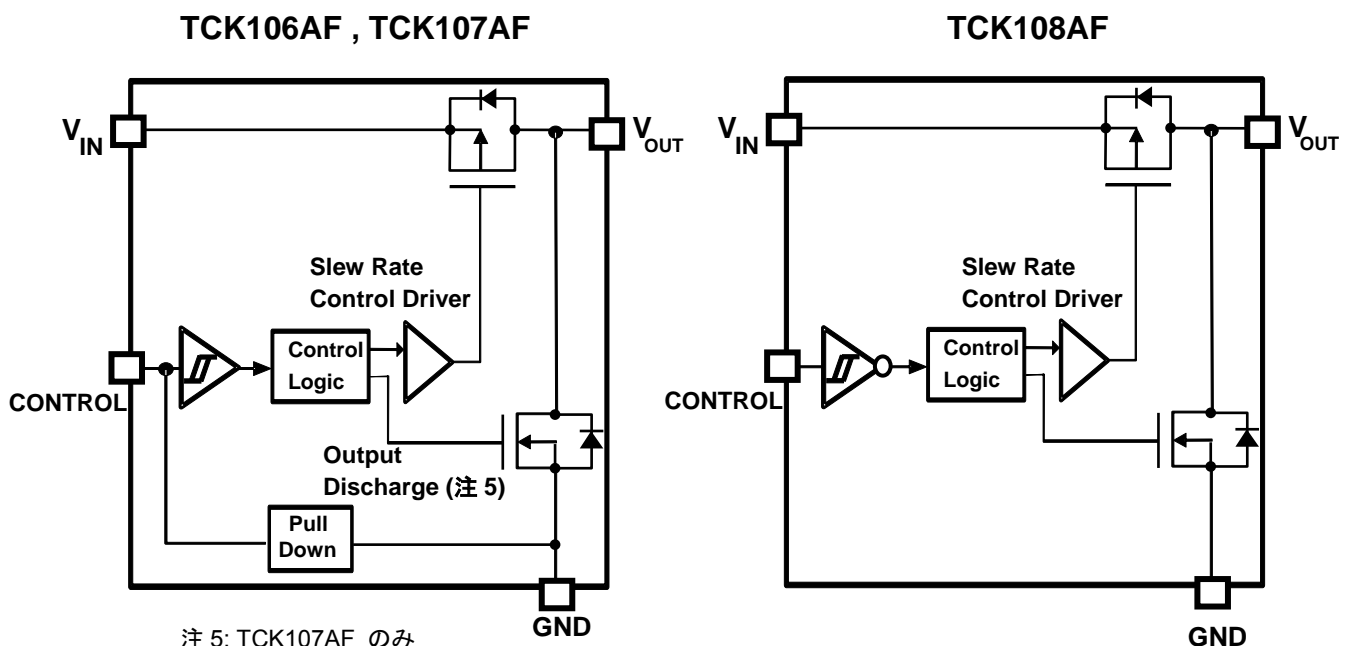 TCK106AF , TCK107AF
VIN
VOUT
Slew Rate
Control Driver
Control
Logic
CONTROL
Output
Discharge (注 5)
Pull
Down
GND
注 5: TCK107AF のみ
TCK108AF
VIN
VOUT
Slew Rate
Control Driver
Control
Logic
CONTROL
GND